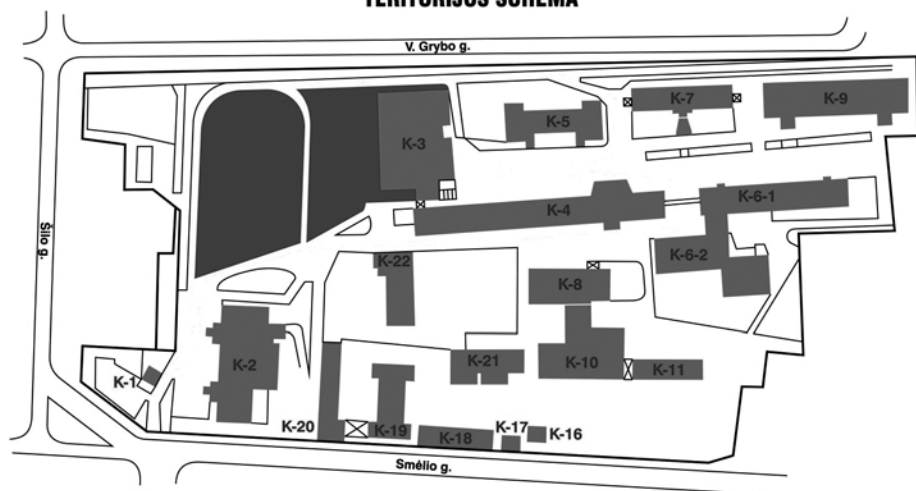 TERITORIJOS SCHEMA
V. Grybo g.
K-7
K-9
K-5
K-3
K-6-1
K-4
Šilo g.
K-6-2
K-22
K-8
K-21
K-10
K-11
K-2
K-1
K-20
K-19
K-18
K-17
K-16
Smėlio g.